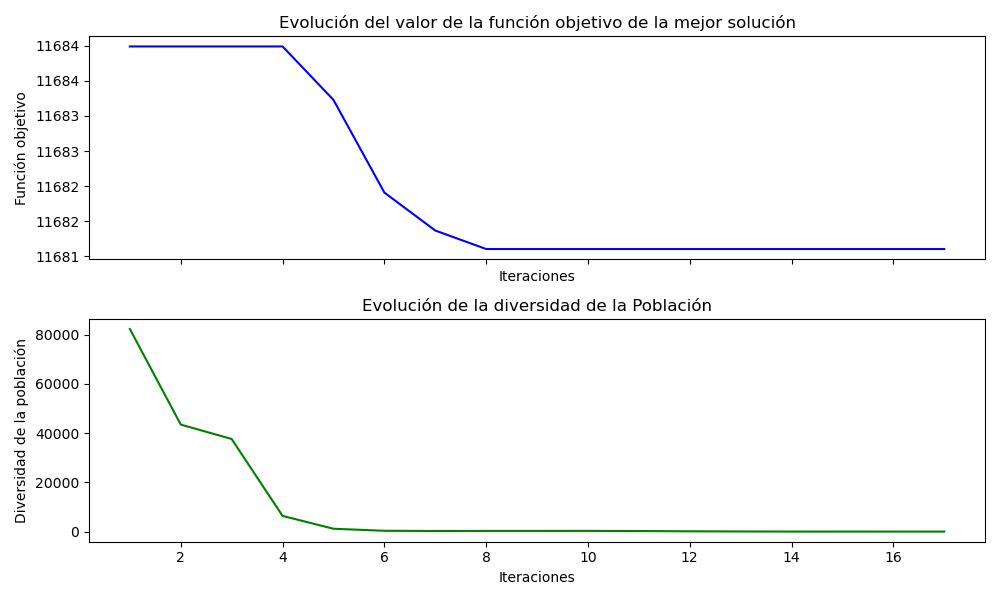 Evolución del valor de la función objetivo de la mejor solución
Función objetivo
11684
11684
11683
11683
11682
11682
11681
Iteraciones
Evolución de la diversidad de la Población
Diversidad de la población
80000
60000
40000
20000
0
2 4 6 8 10 12 14 16
Iteraciones